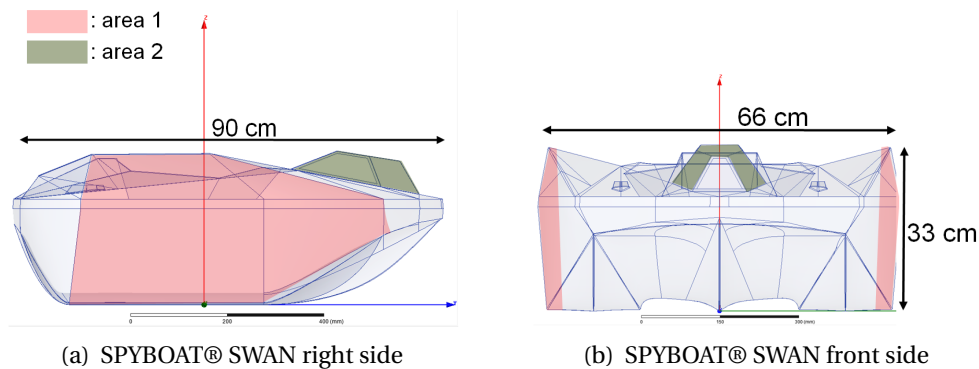 : area 1
: area 2
z
90 cm
x
0
200
400 (mm)
(a) SPYBOAT® SWAN right side
z
66 cm
33 cm
0
150
300 (mm)
(b) SPYBOAT® SWAN front side